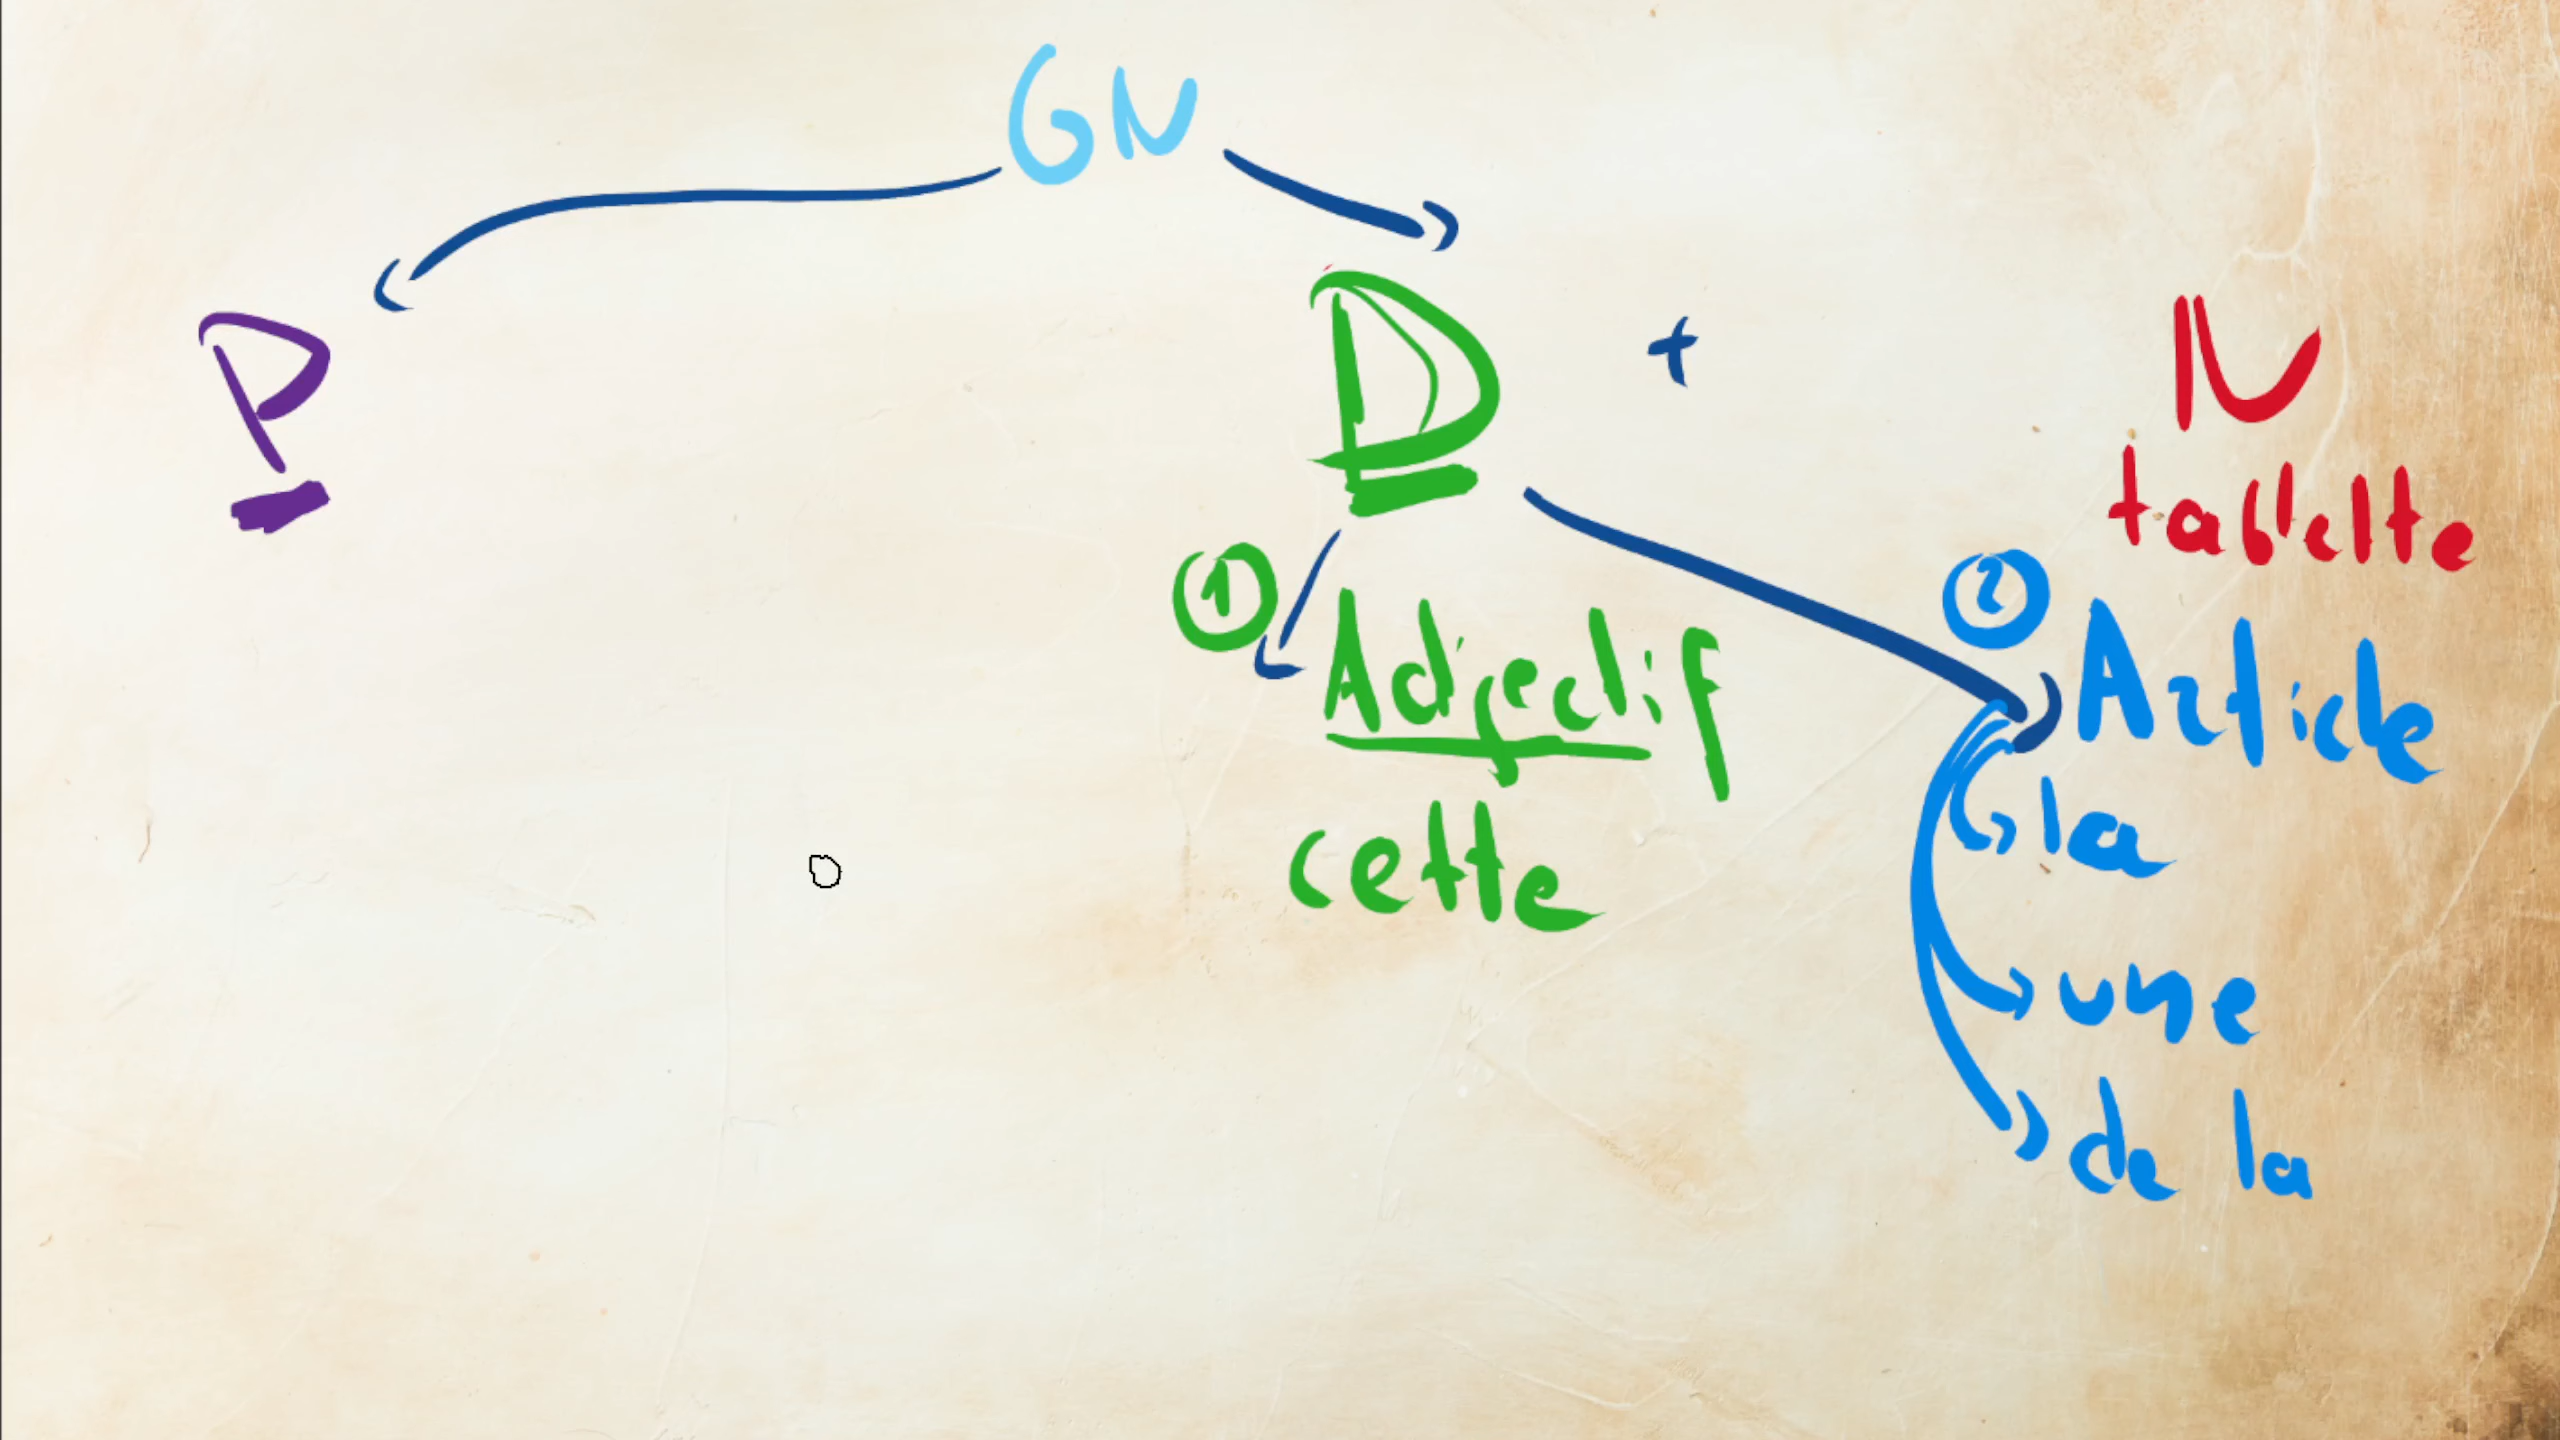 GN
P
D + N
tablette
① Adjectif
② Article
cette
la
une
de la